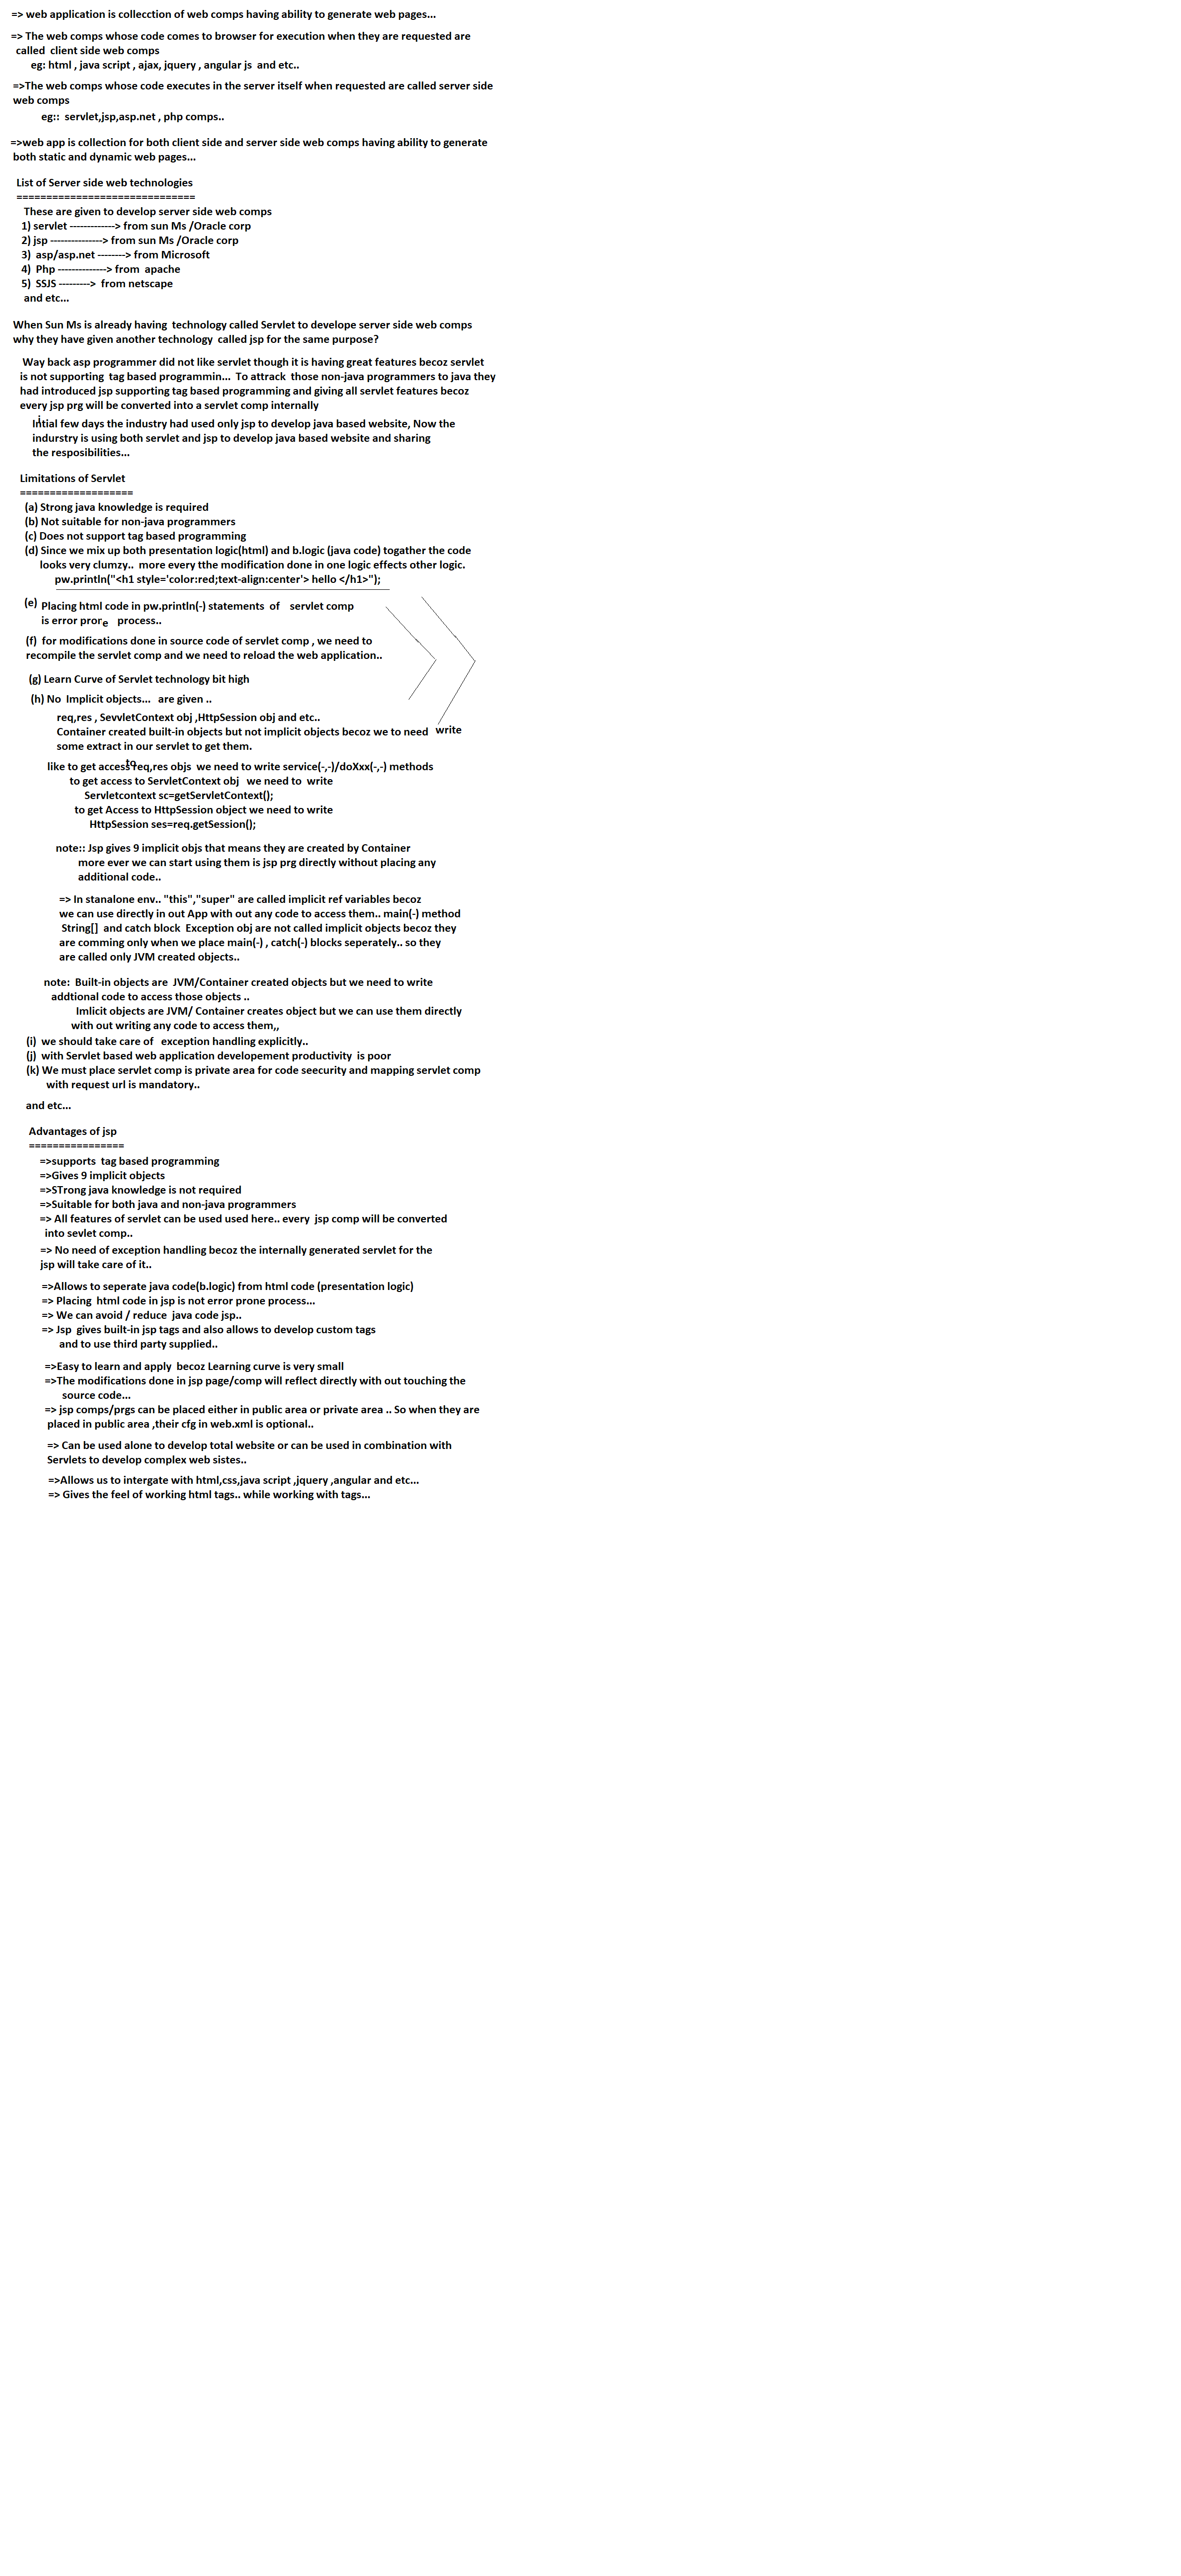 => web application is collecction of web comps having ability to generate web pages...
=> The web comps whose code comes to browser for execution when they are requested are
called client side web comps
eg: html , java script , ajax, jquery , angular js and etc..
=>The web comps whose code executes in the server itself when requested are called server side
web comps
eg:: servlet,jsp,asp.net , php comps..
=>web app is collection for both client side and server side web comps having ability to generate
both static and dynamic web pages...
List of Server side web technologies
==============================
These are given to develop server side web comps
1) servlet -------------> from sun Ms /Oracle corp
2) jsp ---------------> from sun Ms /Oracle corp
3) asp/asp.net --------> from Microsoft
4) Php --------------> from apache
5) SSJS ---------> from netscape
and etc...
When Sun Ms is already having technology called Servlet to develope server side web comps
why they have given another technology called jsp for the same purpose?
Way back asp programmer did not like servlet though it is having great features becoz servlet
is not supporting tag based programmin... To attrack those non-java programmers to java they
had introduced jsp supporting tag based programming and giving all servlet features becoz
every jsp prg will be converted into a servlet comp internally
Initial few days the industry had used only jsp to develop java based website, Now the
indurstry is using both servlet and jsp to develop java based website and sharing
the resposibilities...
Limitations of Servlet
===================
(a) Strong java knowledge is required
(b) Not suitable for non-java programmers
(c) Does not support tag based programming
(d) Since we mix up both presentation logic(html) and b.logic (java code) togather the code
looks very clumzy.. more every tthe modification done in one logic effects other logic.
pw.println("<h1 style='color:red;text-align:center'> hello </h1>");
(e) Placing html code in pw.println(-) statements of servlet comp
is error prore process..
(f) for modifications done in source code of servlet comp , we need to
recompile the servlet comp and we need to reload the web application..
(g) Learn Curve of Servlet technology bit high
(h) No Implicit objects... are given ..
req,res , SevvletContext obj ,HttpSession obj and etc..
Container created built-in objects but not implicit objects becoz we to need write
some extract in our servlet to get them.
like to get access to req,res objs we need to write service(-,-)/doXxx(-,-) methods
to get access to ServletContext obj we need to write
Servletcontext sc=getServletContext();
to get Access to HttpSession object we need to write
HttpSession ses=req.getSession();
note:: Jsp gives 9 implicit objs that means they are created by Container
more ever we can start using them is jsp prg directly without placing any
additional code..
=> In stanalone env.. "this","super" are called implicit ref variables becoz
we can use directly in out App with out any code to access them.. main(-) method
String[] and catch block Exception obj are not called implicit objects becoz they
are comming only when we place main(-) , catch(-) blocks seperately.. so they
are called only JVM created objects..
note: Built-in objects are JVM/Container created objects but we need to write
addtional code to access those objects ..
Imlicit objects are JVM/ Container creates object but we can use them directly
with out writing any code to access them,,
(i) we should take care of exception handling explicitly..
(j) with Servlet based web application developement productivity is poor
(k) We must place servlet comp is private area for code seecurity and mapping servlet comp
with request url is mandatory..
and etc...
Advantages of jsp
================
=>supports tag based programming
=>Gives 9 implicit objects
=>STrong java knowledge is not required
=>Suitable for both java and non-java programmers
=> All features of servlet can be used used here.. every jsp comp will be converted
into sevlet comp..
=> No need of exception handling becoz the internally generated servlet for the
jsp will take care of it..
=>Allows to seperate java code(b.logic) from html code (presentation logic)
=> Placing html code in jsp is not error prone process...
=> We can avoid / reduce java code jsp..
=> Jsp gives built-in jsp tags and also allows to develop custom tags
and to use third party supplied..
=>Easy to learn and apply becoz Learning curve is very small
=>The modifications done in jsp page/comp will reflect directly with out touching the
source code...
=> jsp comps/prgs can be placed either in public area or private area .. So when they are
placed in public area ,their cfg in web.xml is optional..
=> Can be used alone to develop total website or can be used in combination with
Servlets to develop complex web sistes..
=>Allows us to intergate with html,css,java script ,jquery ,angular and etc...
=> Gives the feel of working html tags.. while working with tags...